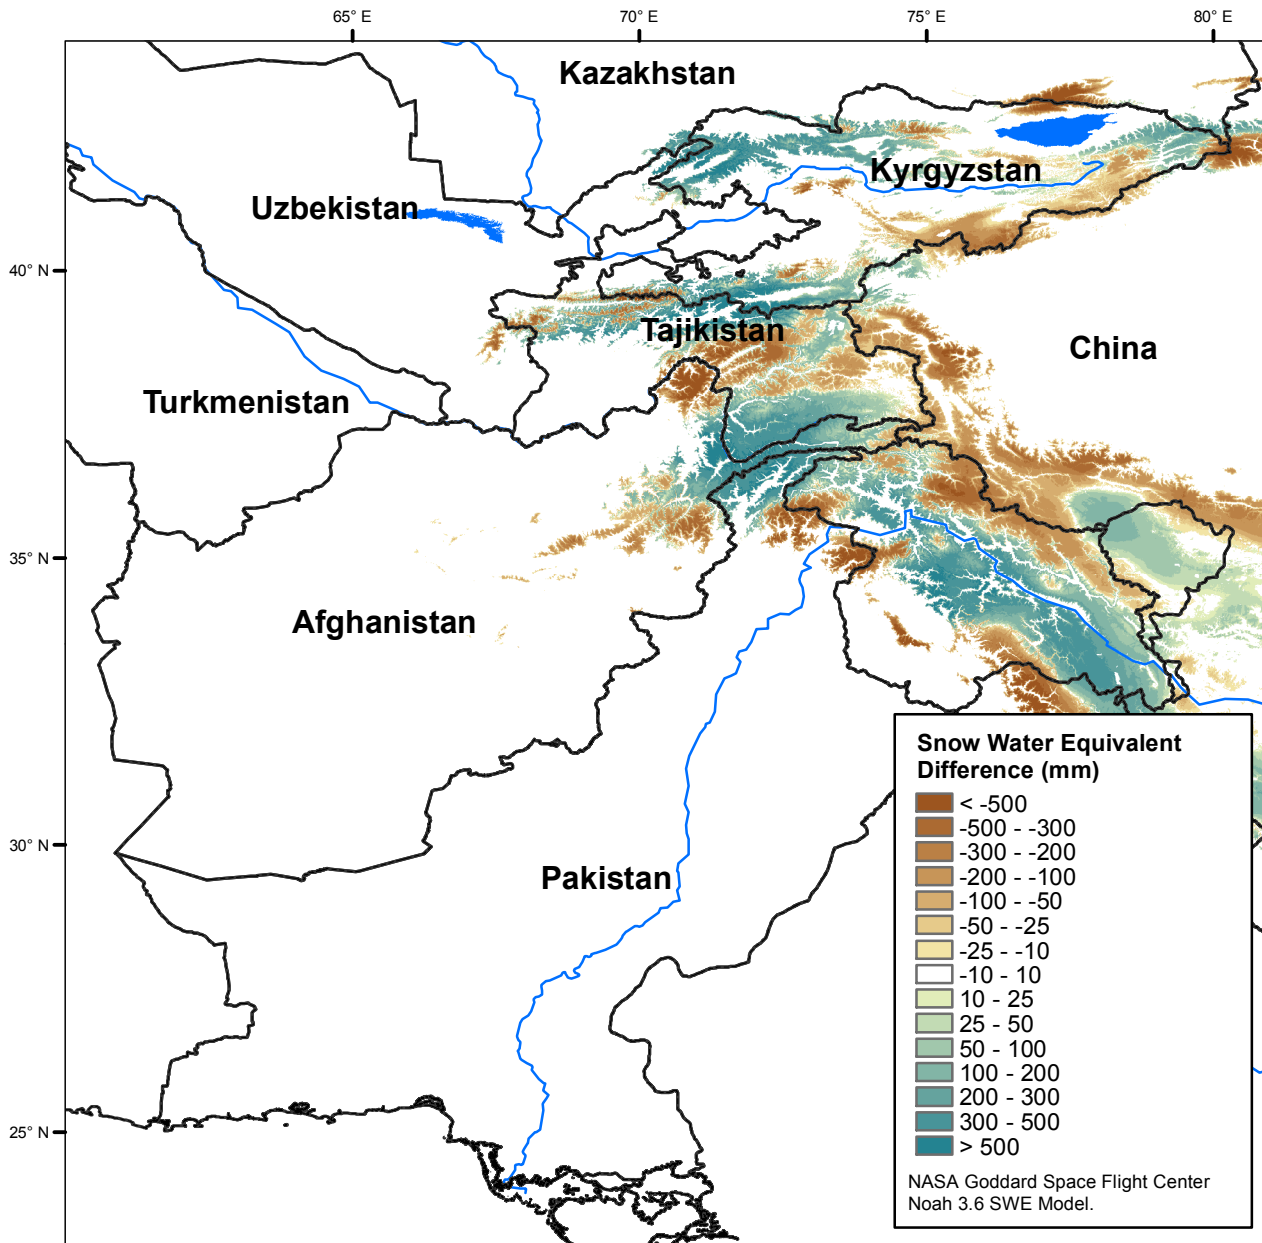 65° E
70° E
75° E
80° E
Kazakhstan
Kyrgyzstan
Uzbekistan
40° N
Tajikistan
China
Turkmenistan
35° N
Afghanistan
Snow Water Equivalent
Difference (mm)
< -500
-500 - -300
30° N
-300 - -200
Pakistan
-200 - -100
-100 - -50
-50 - -25
-25 - -10
-10 - 10
10 - 25
25 - 50
50 - 100
100 - 200
200 - 300
300 - 500
25° N
> 500
NASA Goddard Space Flight Center
Noah 3.6 SWE Model.